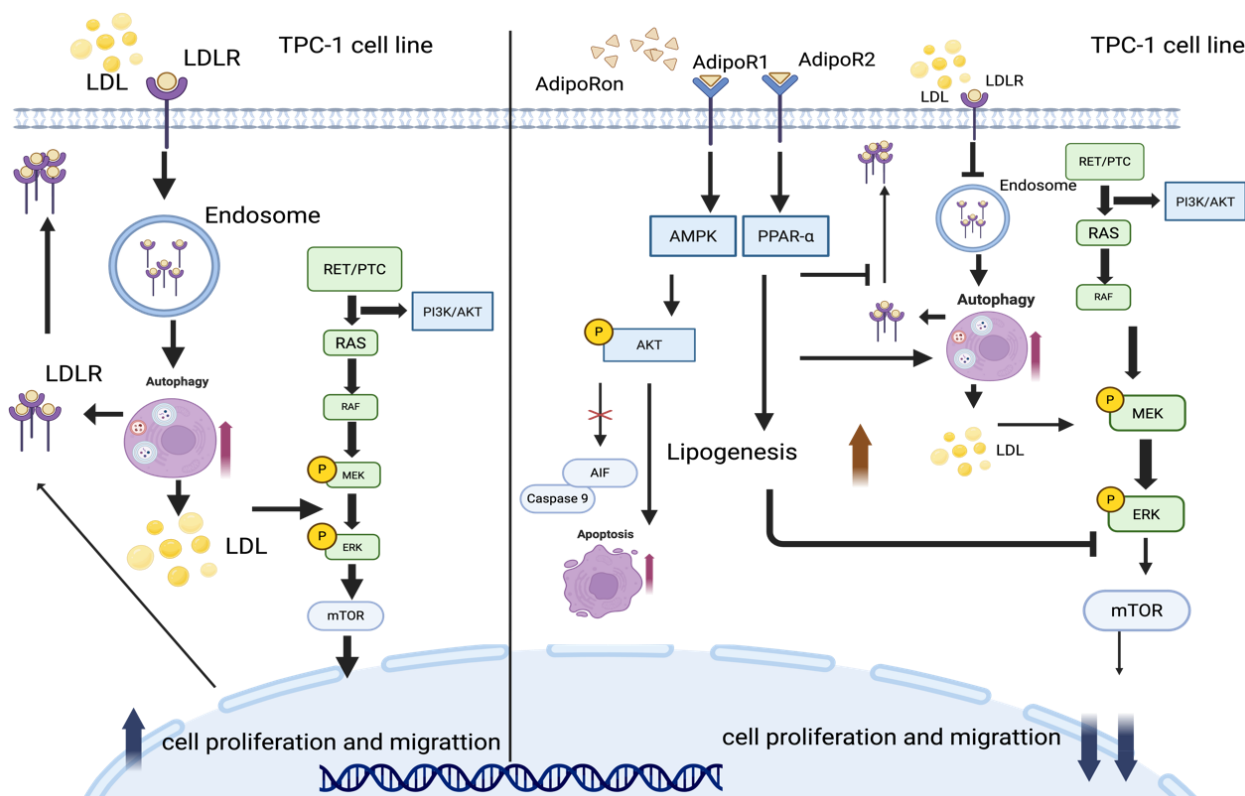 TPC-1 cell line
LDLR
LDL
Endosome
RET/PTC
PI3K/AKT
RAS
LDLR
Autophagy
RAF
P
MEK
P
ERK
LDL
mTOR
cell proliferation and migrattion
TPC-1 cell line
AdipoRon
AdipoR1
AdipoR2
LDL
LDLR
Endosome
RET/PTC
PI3K/AKT
RAS
RAF
AMPK
PPAR-α
Autophagy
P
AKT
P
MEK
Lipogenesis
LDL
AIF
Caspase 9
P
ERK
Apoptosis
mTOR
cell proliferation and migrattion